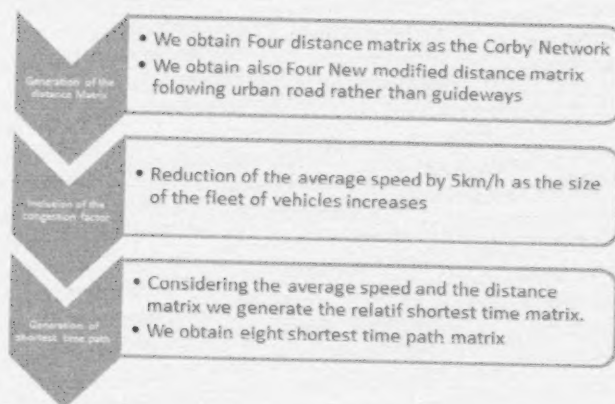 Generation of the
distance Matrix
• We obtain Four distance matrix as the Corby Network
• We obtain also Four New modified distance matrix
folowing urban road rather than guideways
Inclusion of the
congestion factor
• Reduction of the average speed by 5km/h as the size
of the fleet of vehicles increases
Generation of
shortest time path
• Considering the average speed and the distance
matrix we generate the relatif shortest time matrix.
• We obtain eight shortest time path matrix